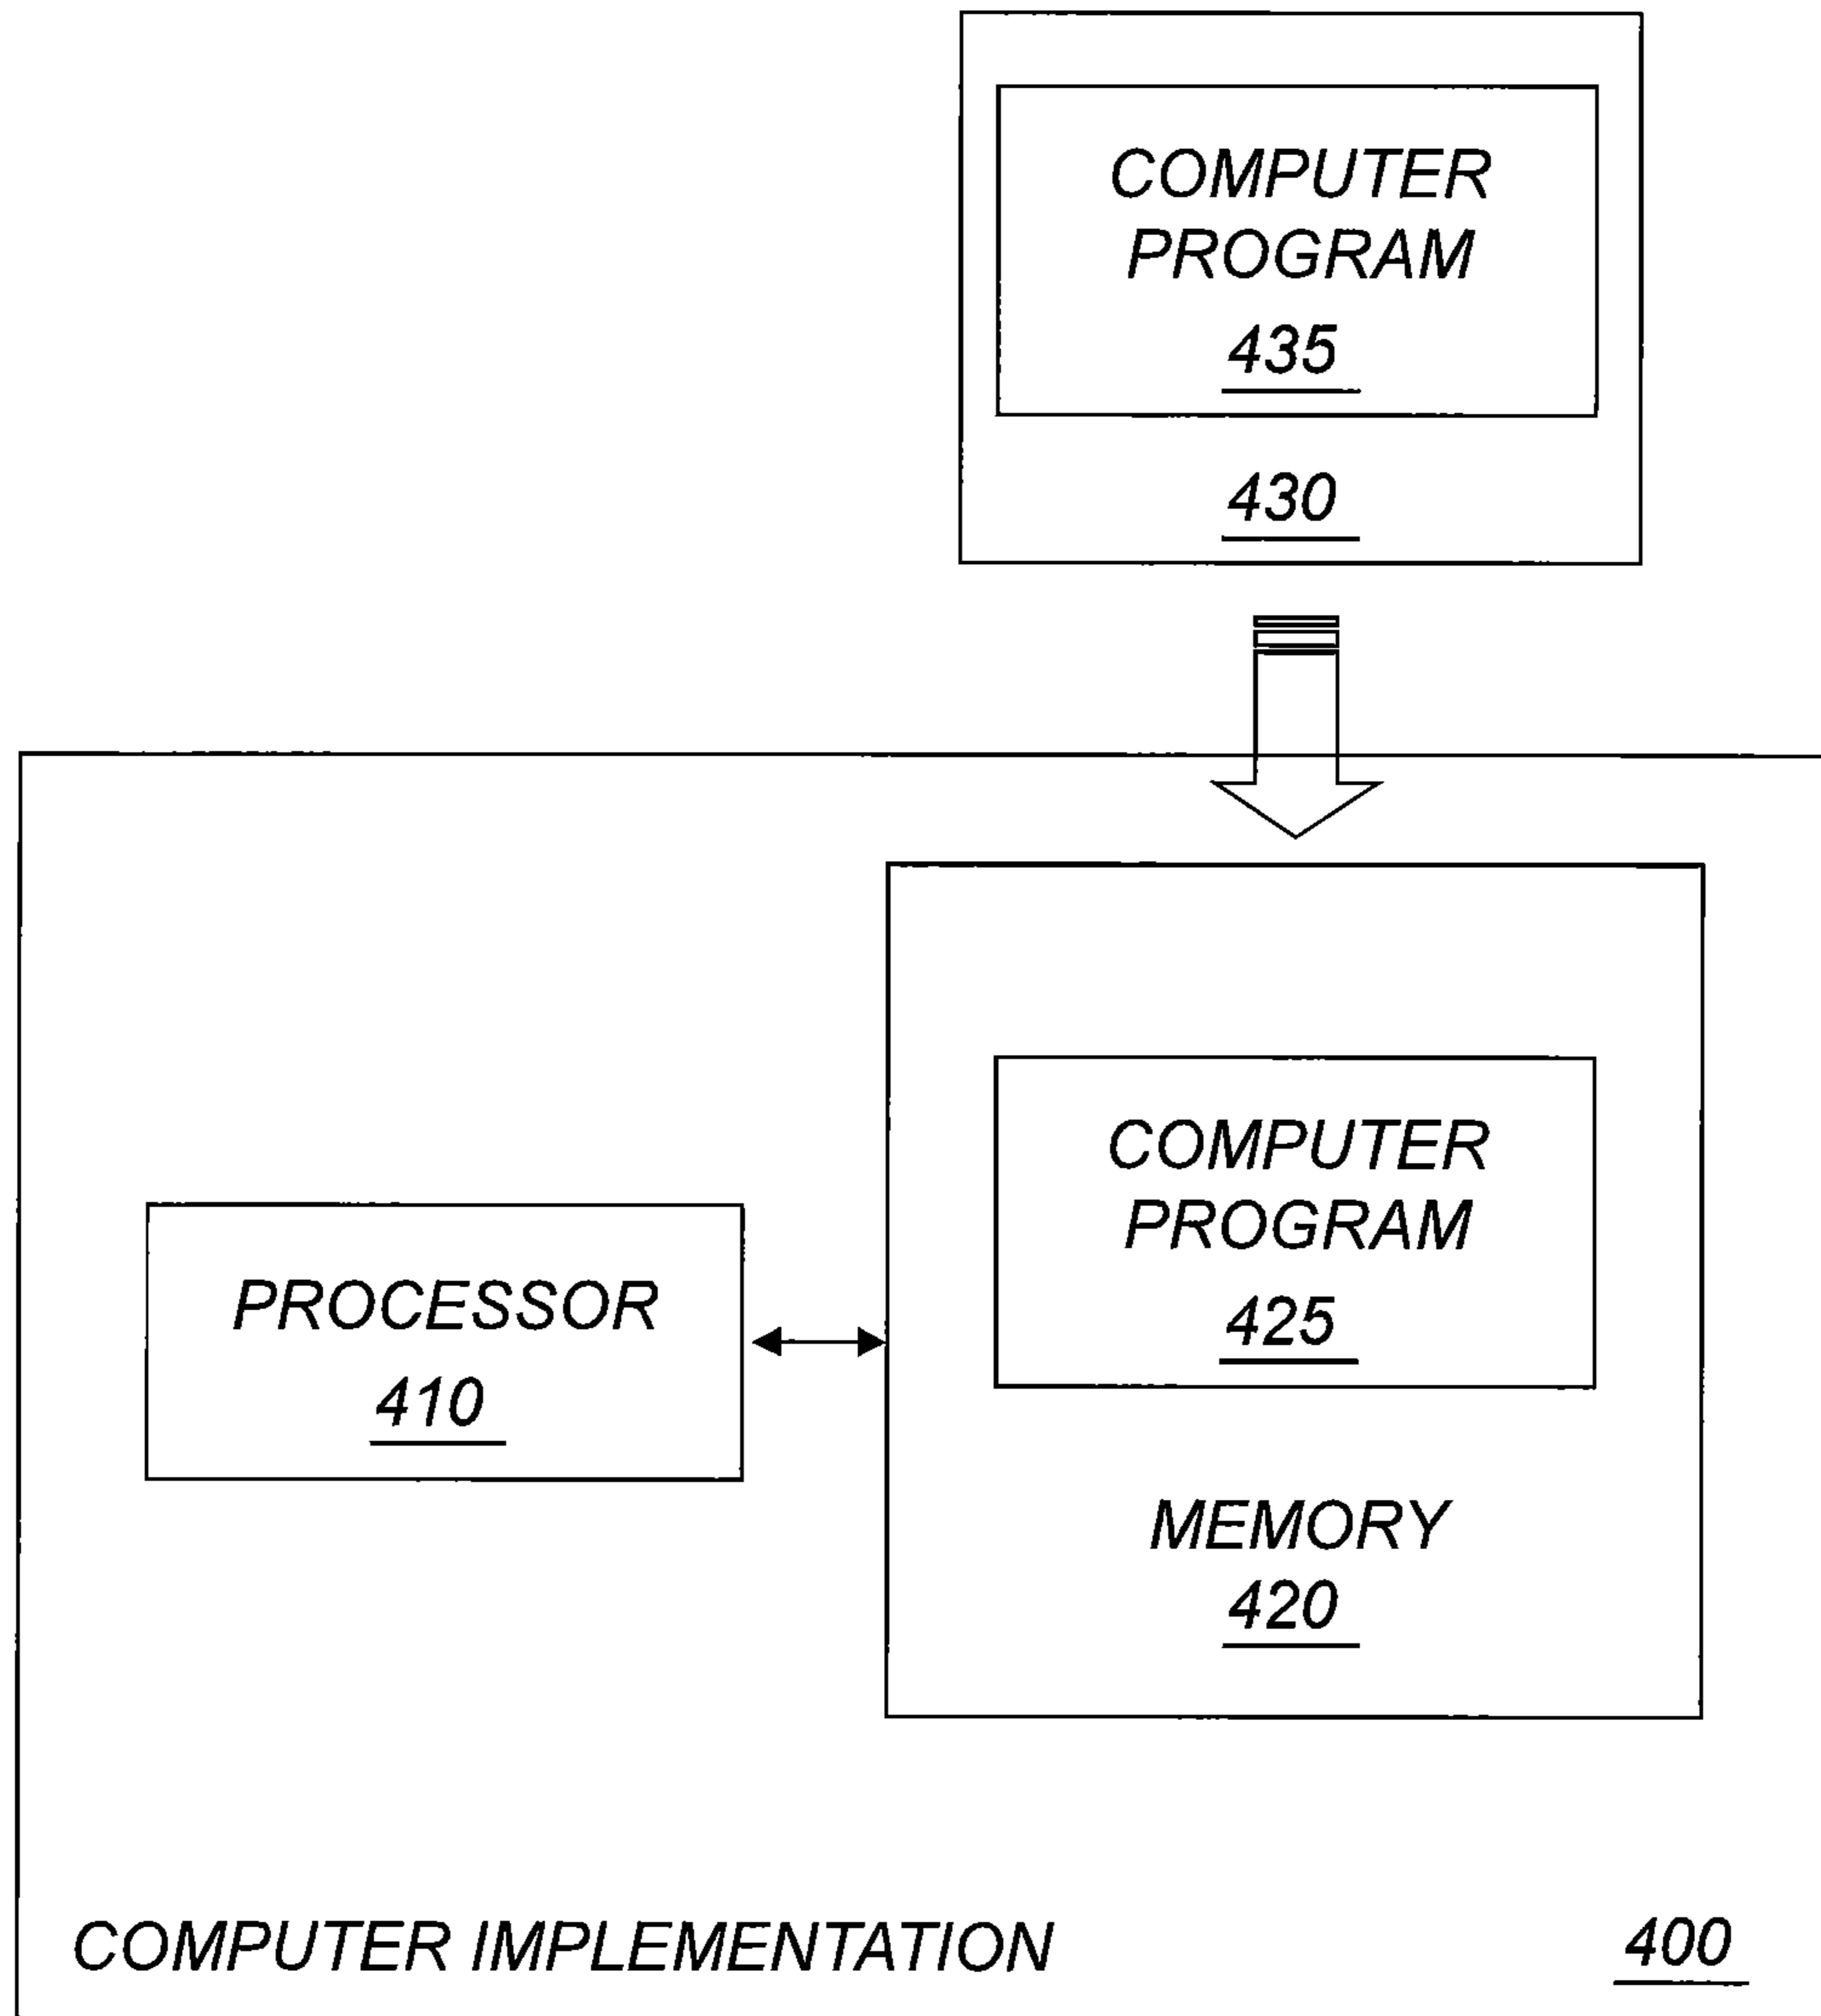 COMPUTER
PROGRAM
435
430
COMPUTER
PROGRAM
425
PROCESSOR
410
MEMORY
420
COMPUTER IMPLEMENTATION
400